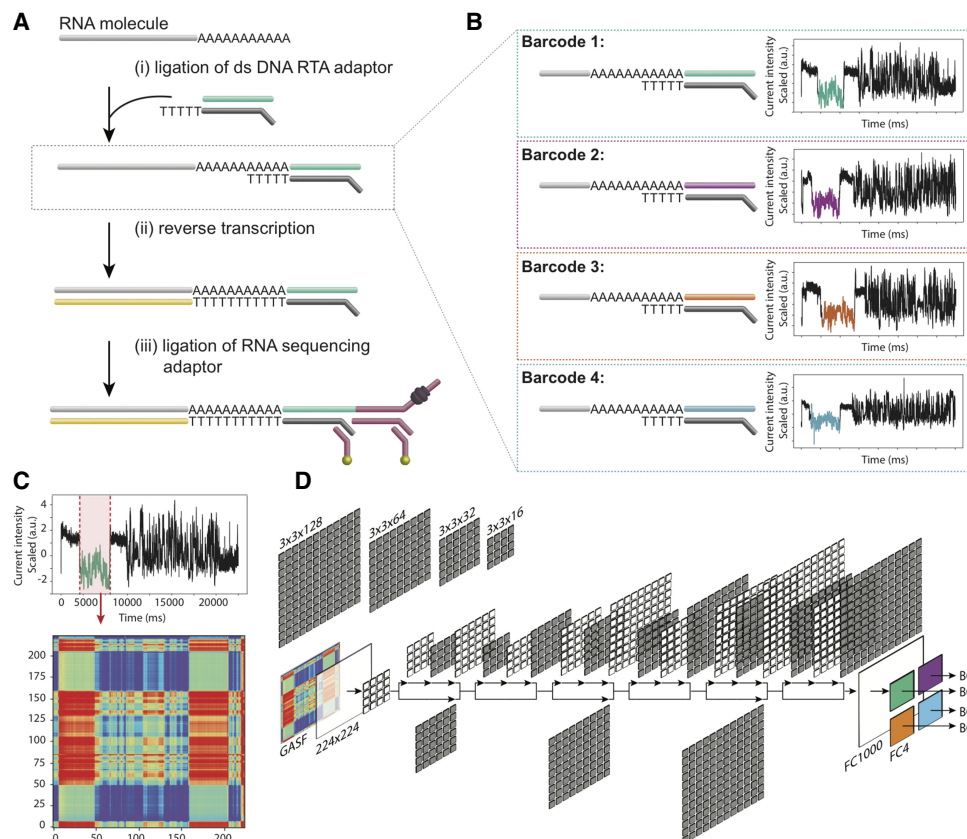 A
RNA molecule
AAAAAAAAAAA
(i) ligation of ds DNA RTA adaptor
TTTTT
AAAAAAAAAAA
TTTTT
(ii) reverse transcription
AAAAAAAAAAA
TTTTTTTTTTT
(iii) ligation of RNA sequencing
adaptor
AAAAAAAAAAA
TTTTTTTTTTT
B
Barcode 1:
AAAAAAAAAAA
TTTTT
Current intensity
Scaled (a.u.)
Time (ms)
Barcode 2:
AAAAAAAAAAA
TTTTT
Current intensity
Scaled (a.u.)
Time (ms)
Barcode 3:
AAAAAAAAAAA
TTTTT
Current intensity
Scaled (a.u.)
Time (ms)
Barcode 4:
AAAAAAAAAAA
TTTTT
Current intensity
Scaled (a.u.)
Time (ms)
C
Current intensity
Scaled (a.u.)
4
2
0
-2
0 5000 10000 15000 20000
Time (ms)
200
175
150
125
100
75
50
25
0
0 50 100 150 200
D
3x3x128
3x3x64
3x3x32
3x3x16
GASF
224x224
FC1000
FC4